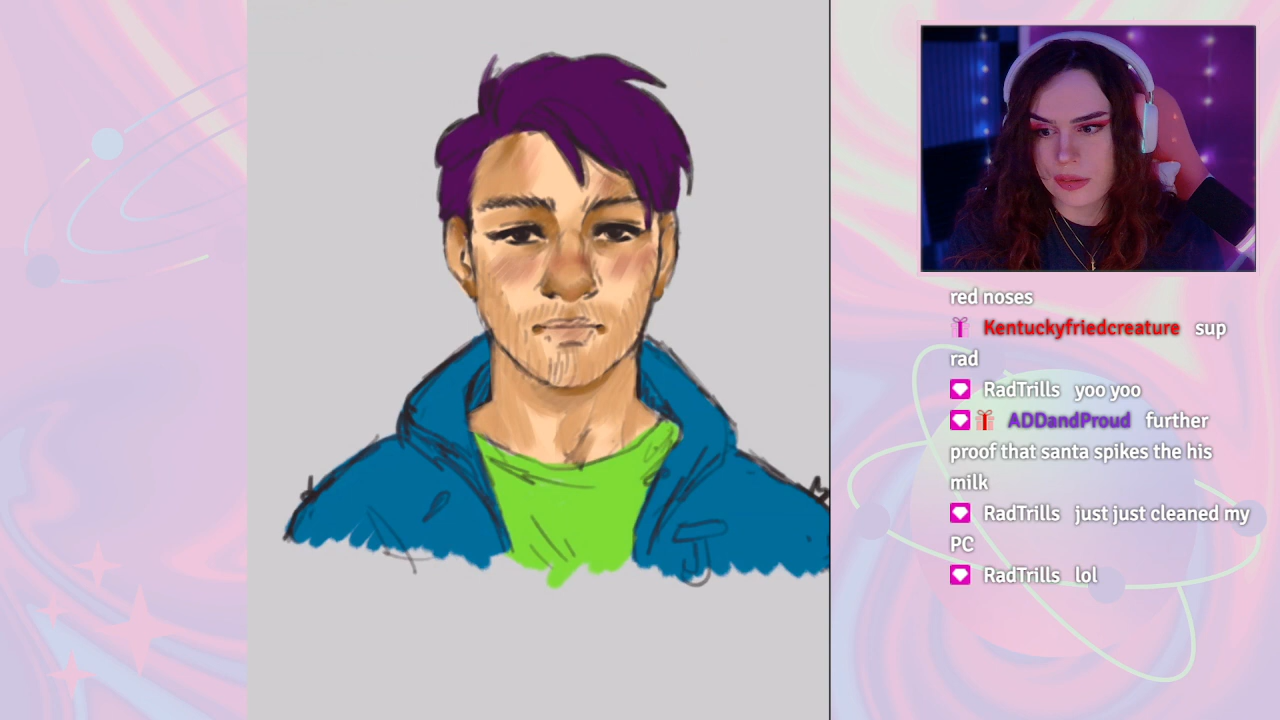 red noses
Kentuckyfriedcreature sup
rad
RadTrills yoo yoo
ADDandProud further
proof that santa spikes the his
milk
RadTrills just just cleaned my
PC
RadTrills lol
J